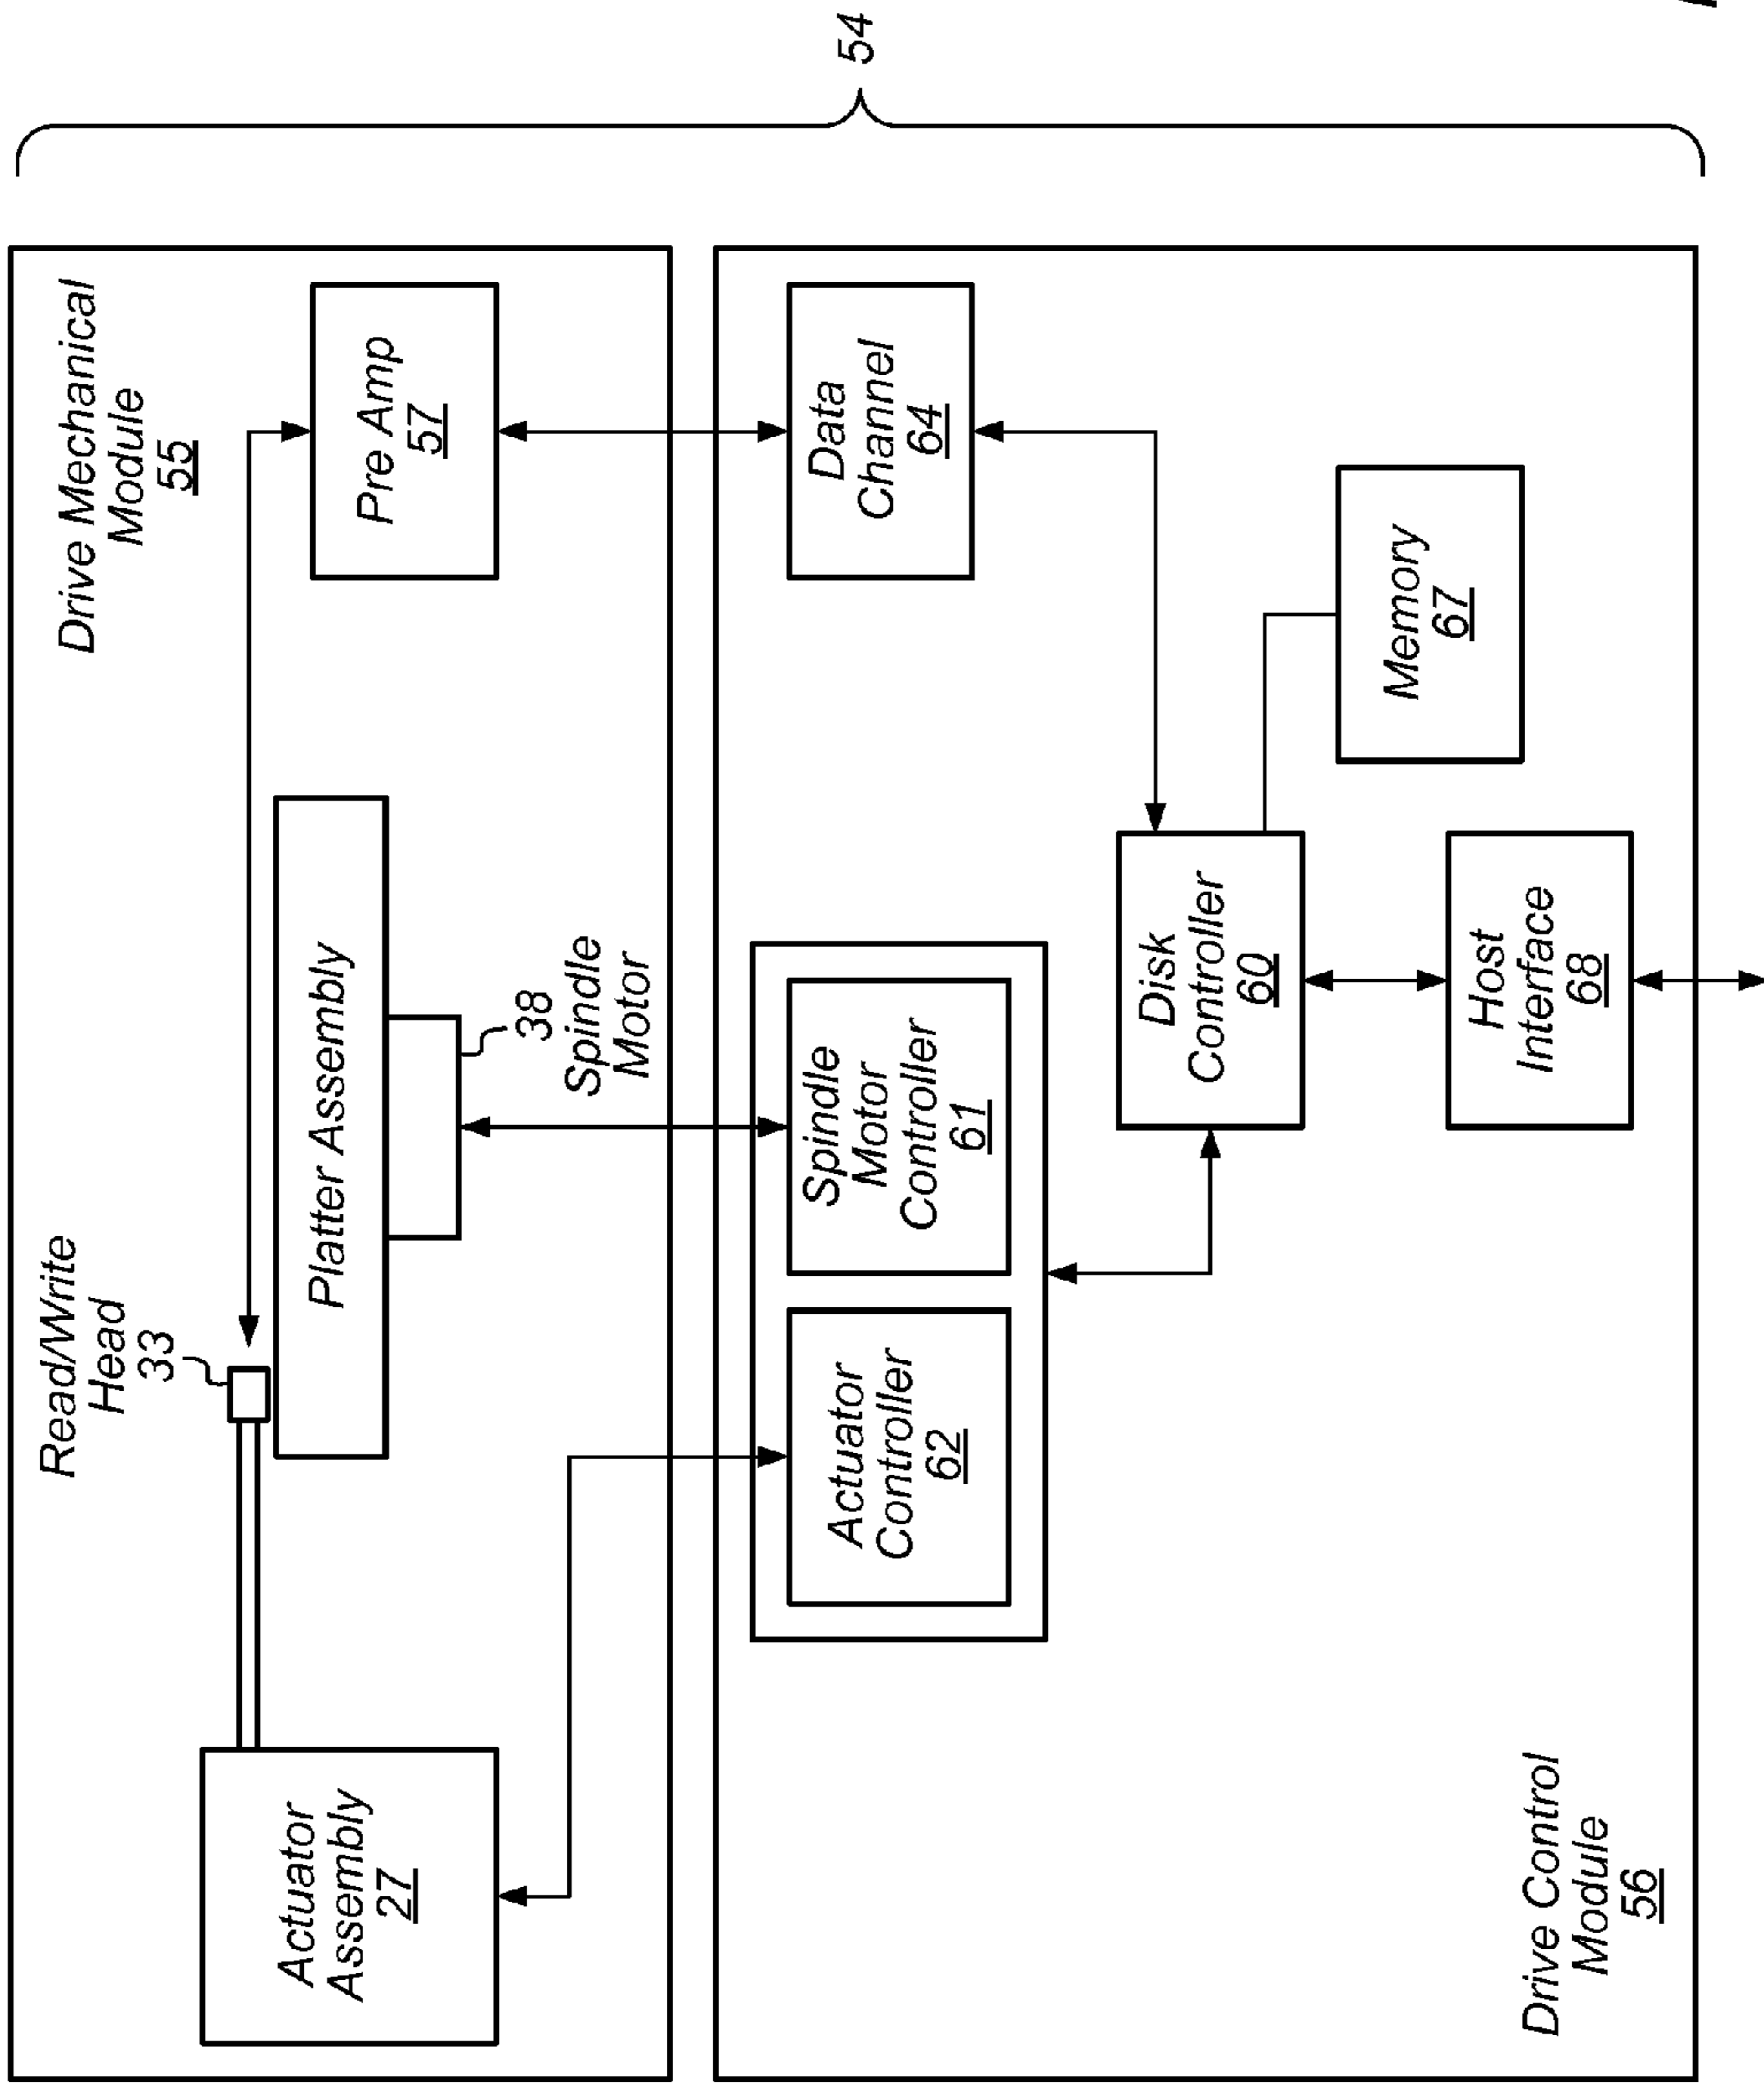 Read/Write
Head
33
Drive Mechanical
Module
55
Actuator
Assembly
27
Platter Assembly
38
Spindle
Motor
Pre Amp
57
54
Actuator
Controller
62
Spindle
Motor
Controller
61
Data
Channel
64
Disk
Controller
60
Memory
67
Host
Interface
68
Drive Control
Module
56